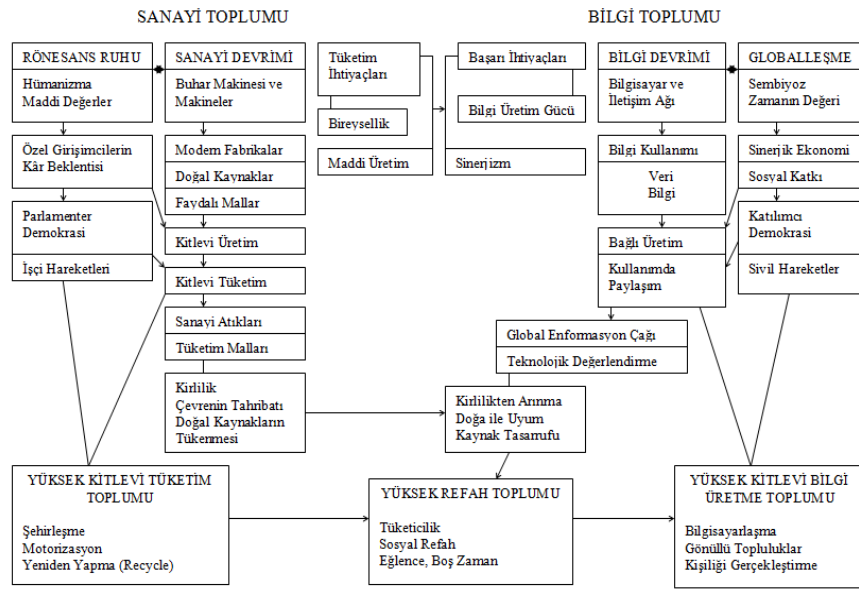 SANAYİ TOPLUMU
BİLGİ TOPLUMU
RÖNESANS RUHU
Hümanizma
Maddi Değerler
SANAYİ DEVRİMİ
Buhar Makinesi ve
Makineler
Tüketim
İhtiyaçları
Bireysellik
Maddi Üretim
Başarı İhtiyaçları
Bilgi Üretim Gücü
Sinerjizm
BİLGİ DEVRİMİ
Bilgisayar ve
İletişim Ağı
GLOBALLEŞME
Sembiyoz
Zamanın Değeri
Özel Girişimcilerin
Kâr Beklentisi
Modern Fabrikalar
Doğal Kaynaklar
Faydalı Mallar
Bilgi Kullanımı
Veri
Bilgi
Sinerjik Ekonomi
Sosyal Katkı
Parlamenter
Demokrasi
İşçi Hareketleri
Kitlevi Üretim
Kitlevi Tüketim
Bağlı Üretim
Kullanımda
Paylaşım
Katılımcı
Demokrasi
Sivil Hareketler
Sanayi Atıkları
Tüketim Malları
Global Enformasyon Çağı
Teknolojik Değerlendirme
Kirlilik
Çevrenin Tahribatı
Doğal Kaynakların
Tükenmesi
Kirlilikten Arınma
Doğa ile Uyum
Kaynak Tasarrufu
YÜKSEK KİTLEVİ TÜKETİM
TOPLUMU
Şehirleşme
Motorizasyon
Yeniden Yapma (Recycle)
YÜKSEK REFAH TOPLUMU
Tüketicilik
Sosyal Refah
Eğlence, Boş Zaman
YÜKSEK KİTLEVİ BİLGİ
ÜRETME TOPLUMU
Bilgisayarlaşma
Gönüllü Topluluklar
Kişiliği Gerçekleştirme